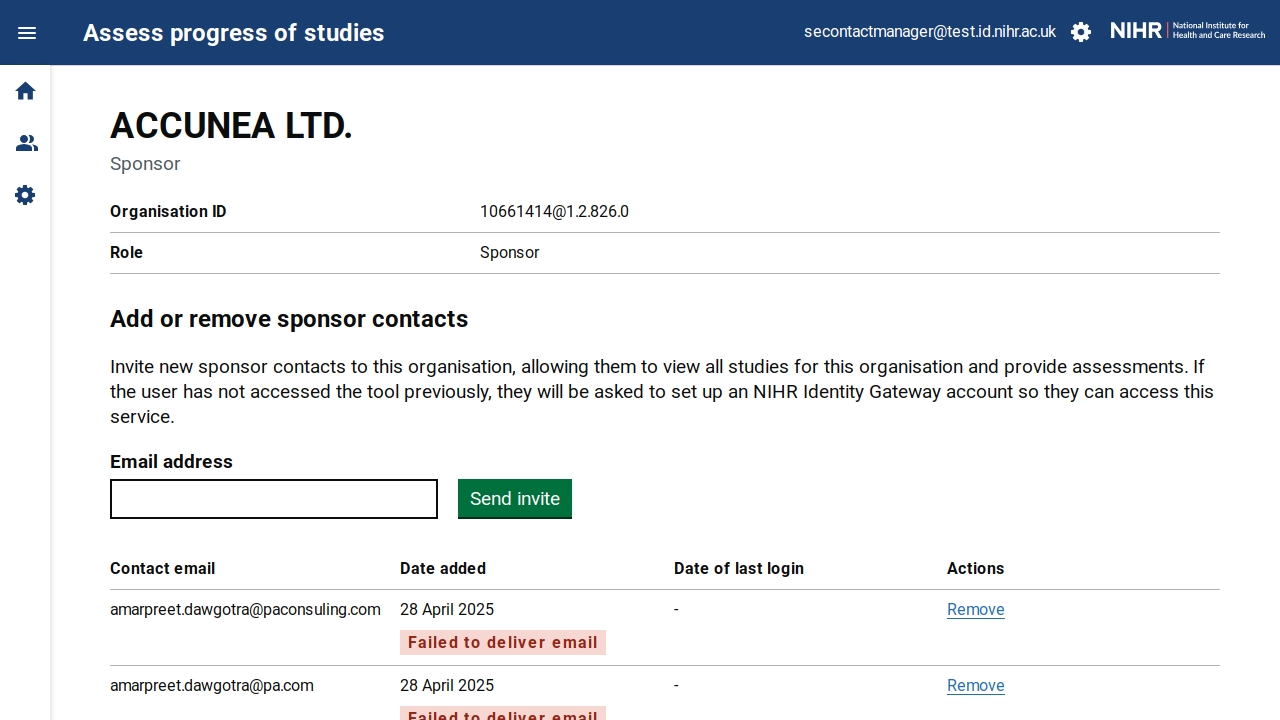 Assess progress of studies
secontactmanager@test.id.nihr.ac.uk
NIHR | National Institute for
Health and Care Research
ACCUNEA LTD.
Sponsor
Organisation ID 10661414@1.2.826.0
Role Sponsor
Add or remove sponsor contacts
Invite new sponsor contacts to this organisation, allowing them to view all studies for this organisation and provide assessments. If
the user has not accessed the tool previously, they will be asked to set up an NIHR Identity Gateway account so they can access this
service.
Email address
Send invite
Contact email Date added Date of last login Actions
amarpreet.dawgotra@paconsuling.com 28 April 2025 - Remove
Failed to deliver email
amarpreet.dawgotra@pa.com 28 April 2025 - Remove
Failed to deliver email